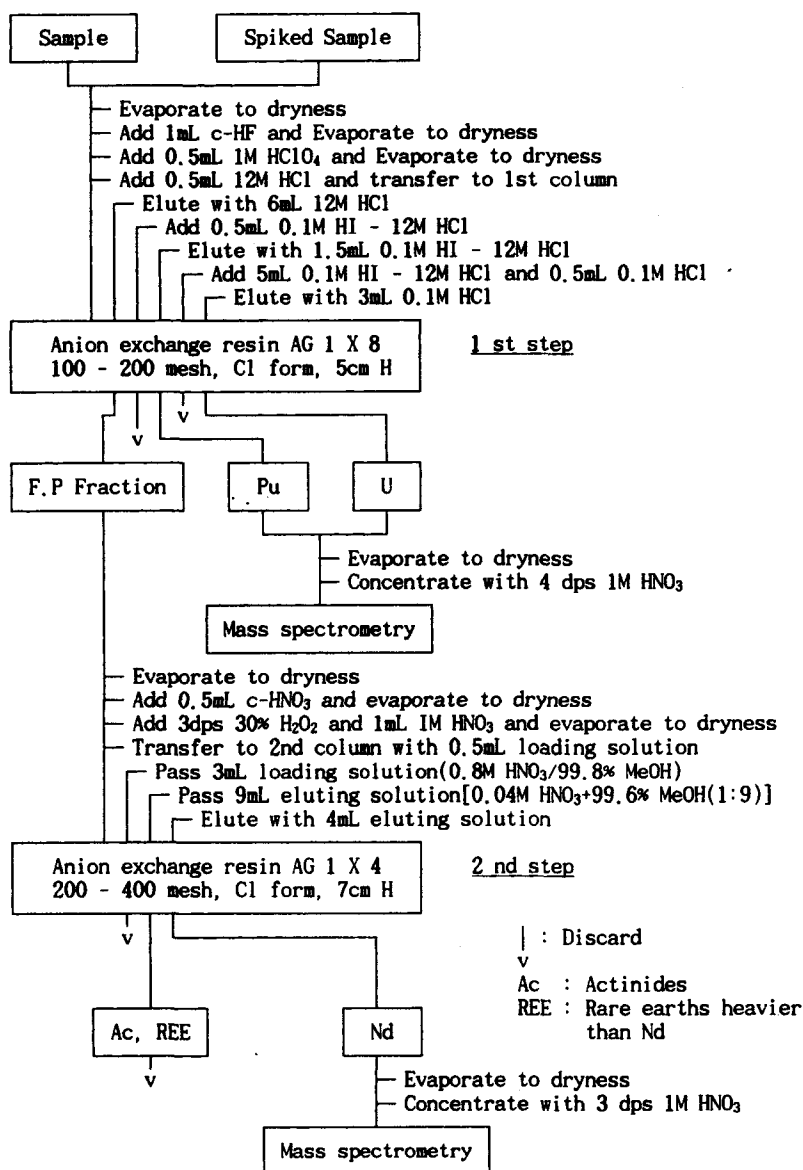 Sample
Spiked Sample
Evaporate to dryness
Add 1mL c-HF and Evaporate to dryness
Add 0.5mL 1M HClO₄ and Evaporate to dryness
Add 0.5mL 12M HCl and transfer to 1st column
Elute with 6mL 12M HCl
Add 0.5mL 0.1M HI - 12M HCl
Elute with 1.5mL 0.1M HI - 12M HCl
Add 5mL 0.1M HI - 12M HCl and 0.5mL 0.1M HCl
Elute with 3mL 0.1M HCl
Anion exchange resin AG 1 X 8
100 - 200 mesh, Cl form, 5cm H
1 st step
v
v
F.P Fraction
Pu
U
Evaporate to dryness
Concentrate with 4 dps 1M HNO₃
Mass spectrometry
Evaporate to dryness
Add 0.5mL c-HNO₃ and evaporate to dryness
Add 3dps 30% H₂O₂ and 1mL 1M HNO₃ and evaporate to dryness
Transfer to 2nd column with 0.5mL loading solution
Pass 3mL loading solution(0.8M HNO₃/99.8% MeOH)
Pass 9mL eluting solution[0.04M HNO₃+99.6% MeOH(1:9)]
Elute with 4mL eluting solution
Anion exchange resin AG 1 X 4
200 - 400 mesh, Cl form, 7cm H
2 nd step
v
| : Discard
v
Ac : Actinides
REE : Rare earths heavier
than Nd
Ac, REE
Nd
v
Evaporate to dryness
Concentrate with 3 dps 1M HNO₃
Mass spectrometry